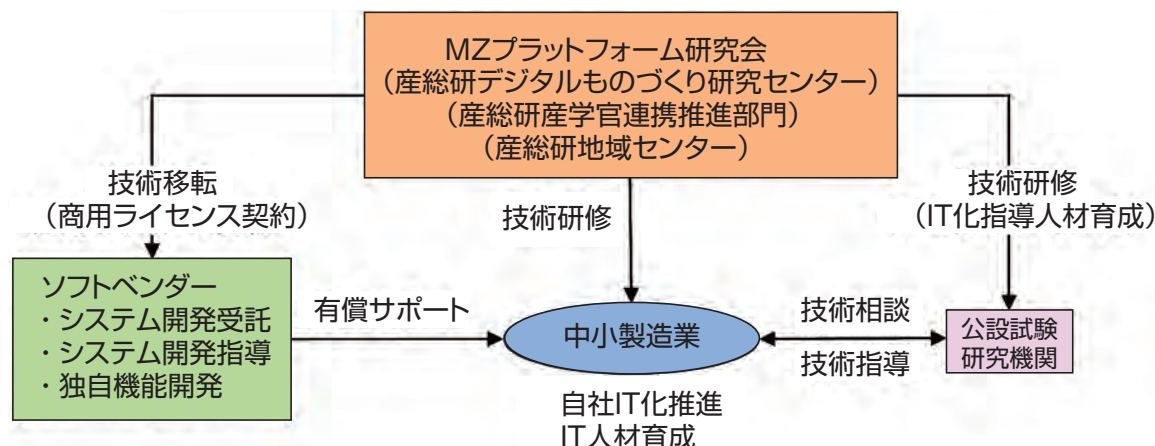 MZプラットフォーム研究会
（産総研デジタルものづくり研究センター）
（産総研産学官連携推進部門）
（産総研地域センター）
技術移転
（商用ライセンス契約）
技術研修
技術研修
（IT化指導人材育成）
ソフトベンダー
・システム開発受託
・システム開発指導
・独自機能開発
有償サポート
中小製造業
技術相談
技術指導
公設試験
研究機関
自社IT化推進
IT人材育成